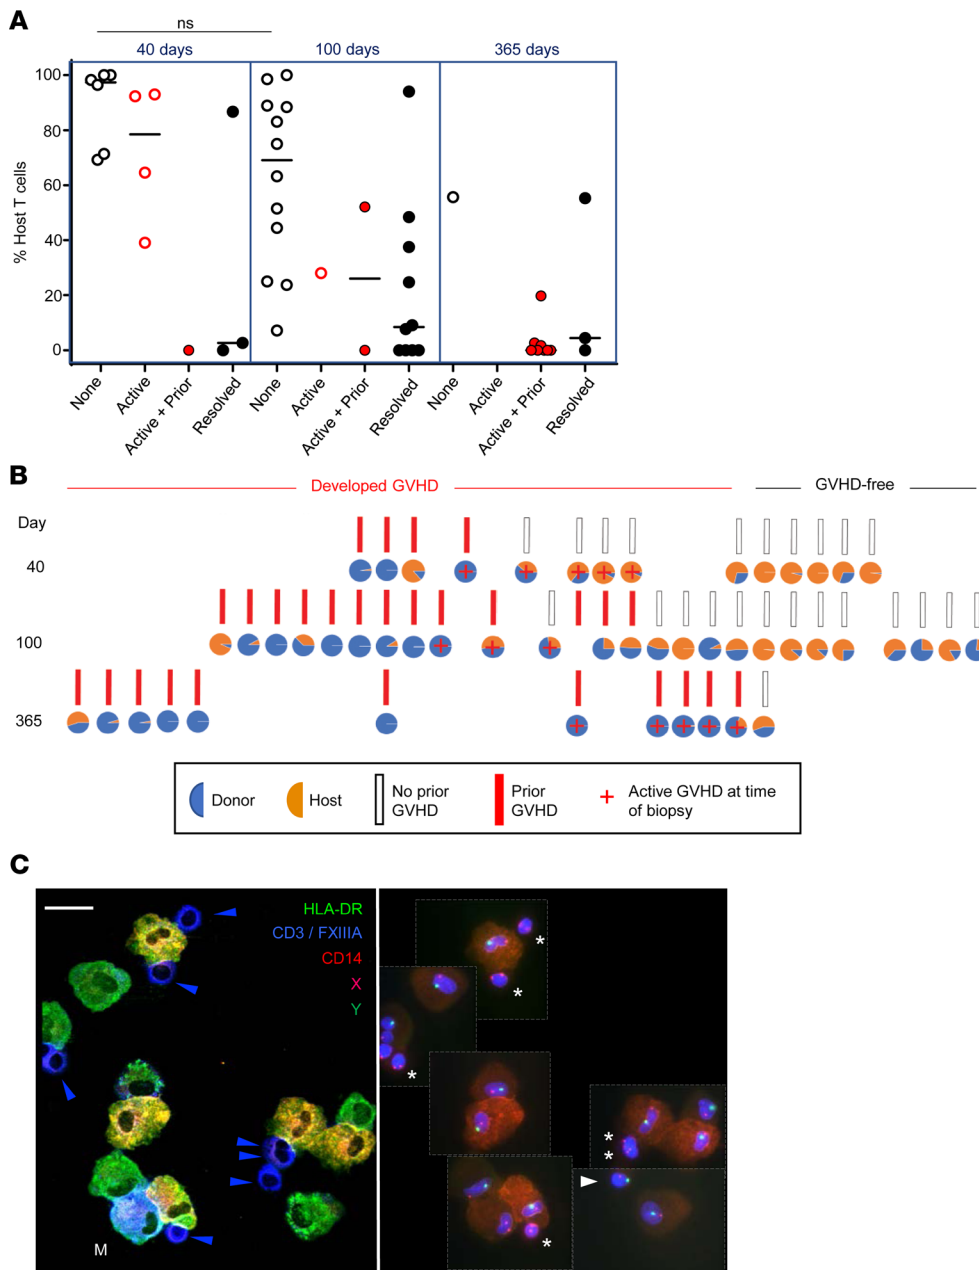 A
ns
40 days 100 days 365 days
% Host T cells
100
80
60
40
20
0
None Active Active + Prior Resolved None Active Active + Prior Resolved None Active Active + Prior Resolved
B
Developed GVHD GVHD-free
Day
40
100
365
Donor Host No prior GVHD Prior GVHD + Active GVHD at time of biopsy
C
HLA-DR
CD3 / FXIIIA
CD14
X
Y
*
*
*
*
*
*
M